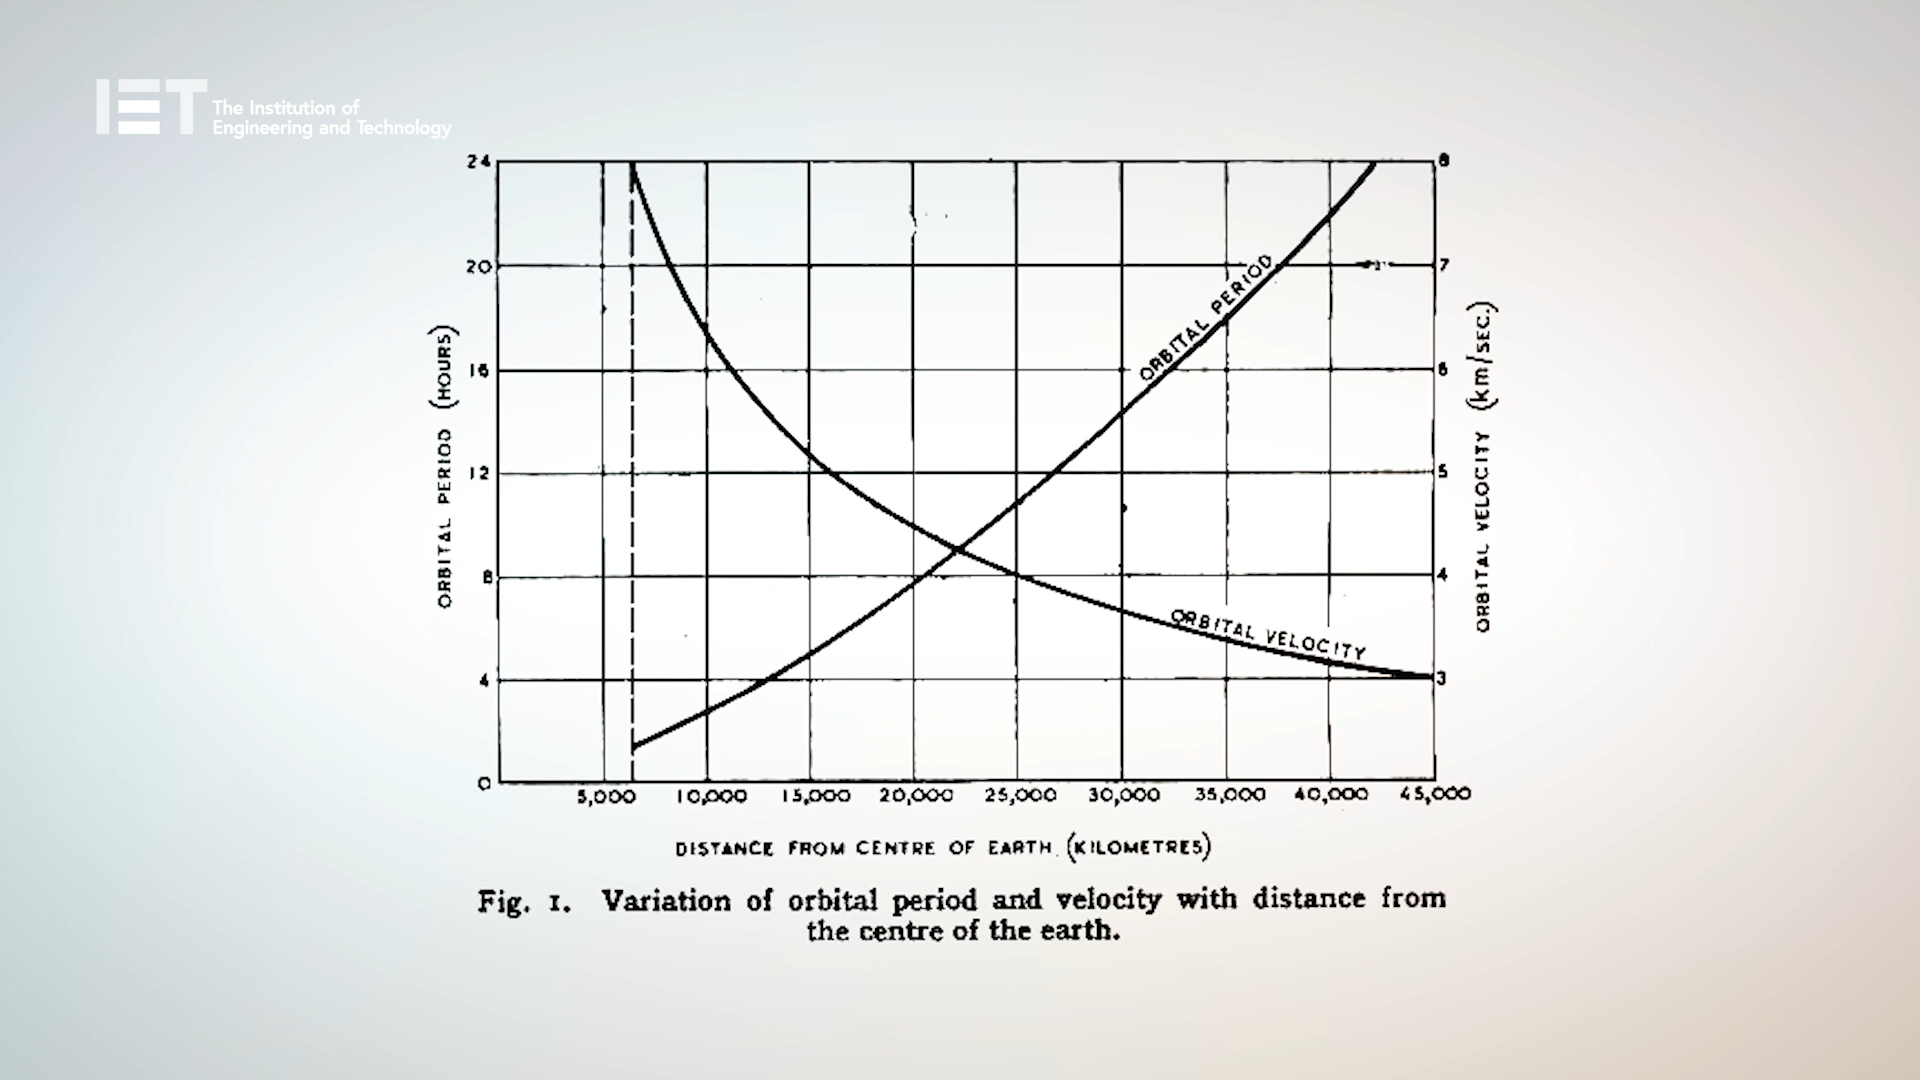 IET The Institution of
Engineering and Technology
24
20
16
12
8
4
0
ORBITAL PERIOD (HOURS)
8
7
6
5
4
3
ORBITAL VELOCITY (km/SEC.)
ORBITAL PERIOD
ORBITAL VELOCITY
5,000 10,000 15,000 20,000 25,000 30,000 35,000 40,000 45,000
DISTANCE FROM CENTRE OF EARTH (KILOMETRES)
Fig. 1. Variation of orbital period and velocity with distance from
the centre of the earth.